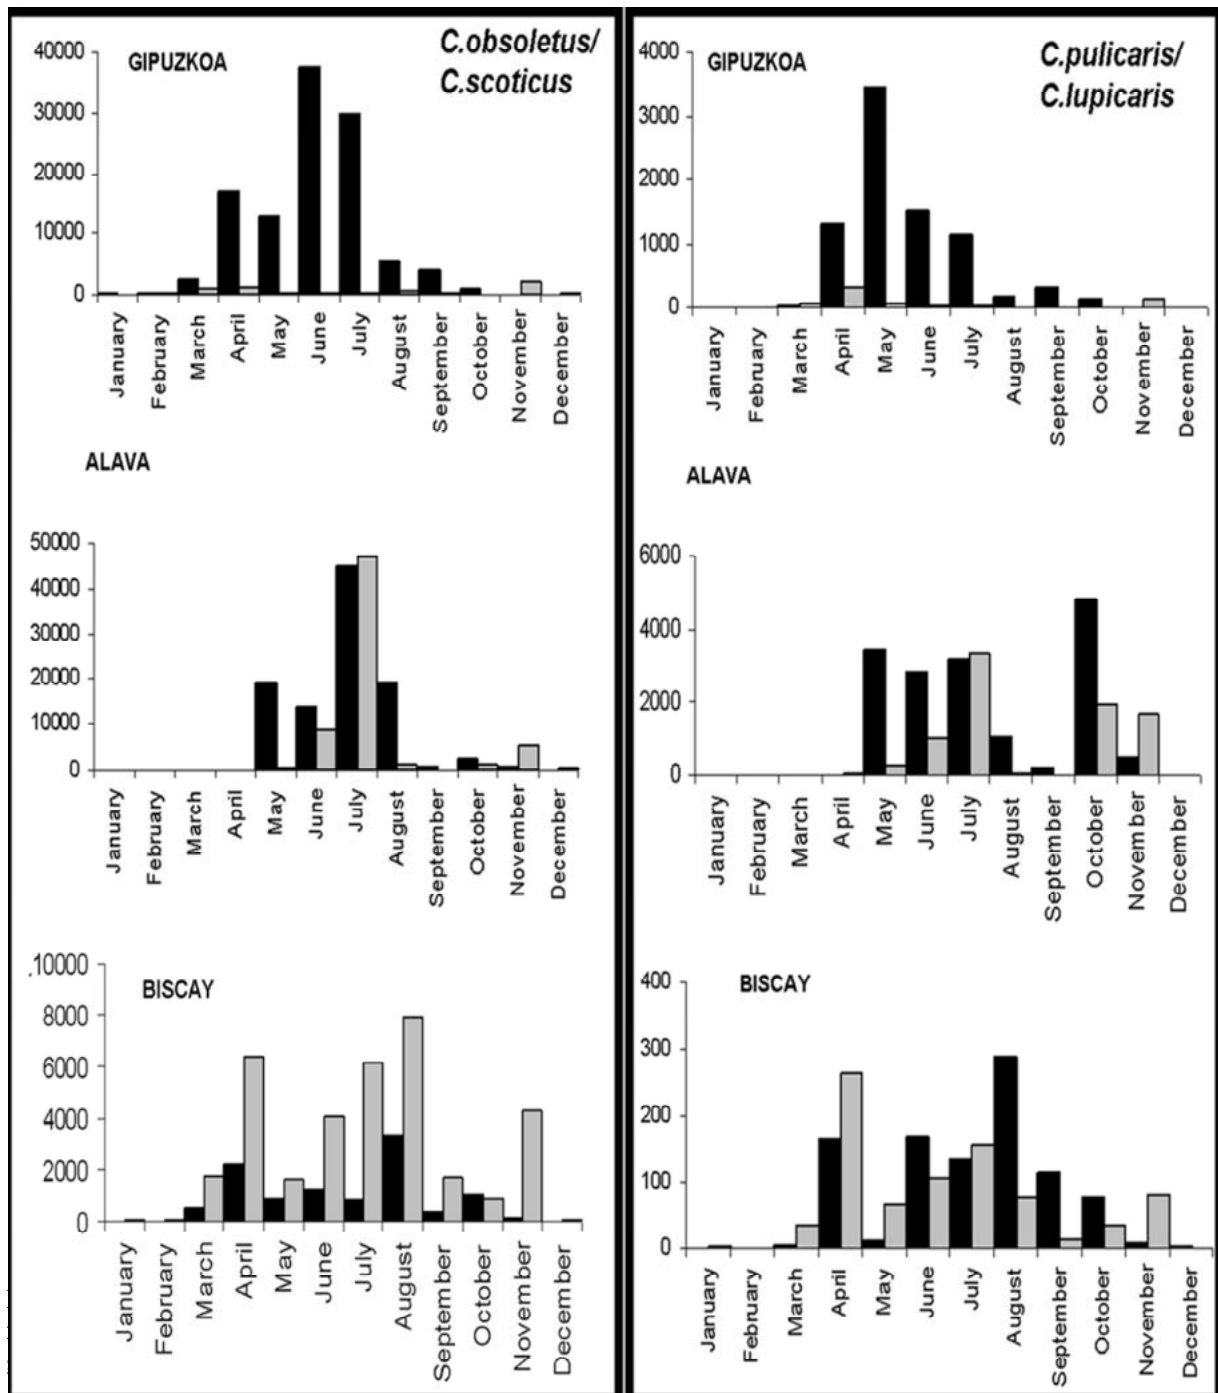 C.obsoletus/
C.scoticus
GIPUZKOA
40000
30000
20000
10000
0
January
February
March
April
May
June
July
August
September
October
November
December
ALAVA
50000
40000
30000
20000
10000
0
January
February
March
April
May
June
July
August
September
October
November
December
BISCAY
10000
8000
6000
4000
2000
0
January
February
March
April
May
June
July
August
September
October
November
December
C.pulicaris/
C.lupicaris
GIPUZKOA
4000
3000
2000
1000
0
January
February
March
April
May
June
July
August
September
October
November
December
ALAVA
6000
4000
2000
0
January
February
March
April
May
June
July
August
September
October
November
December
BISCAY
400
300
200
100
0
January
February
March
April
May
June
July
August
September
October
November
December